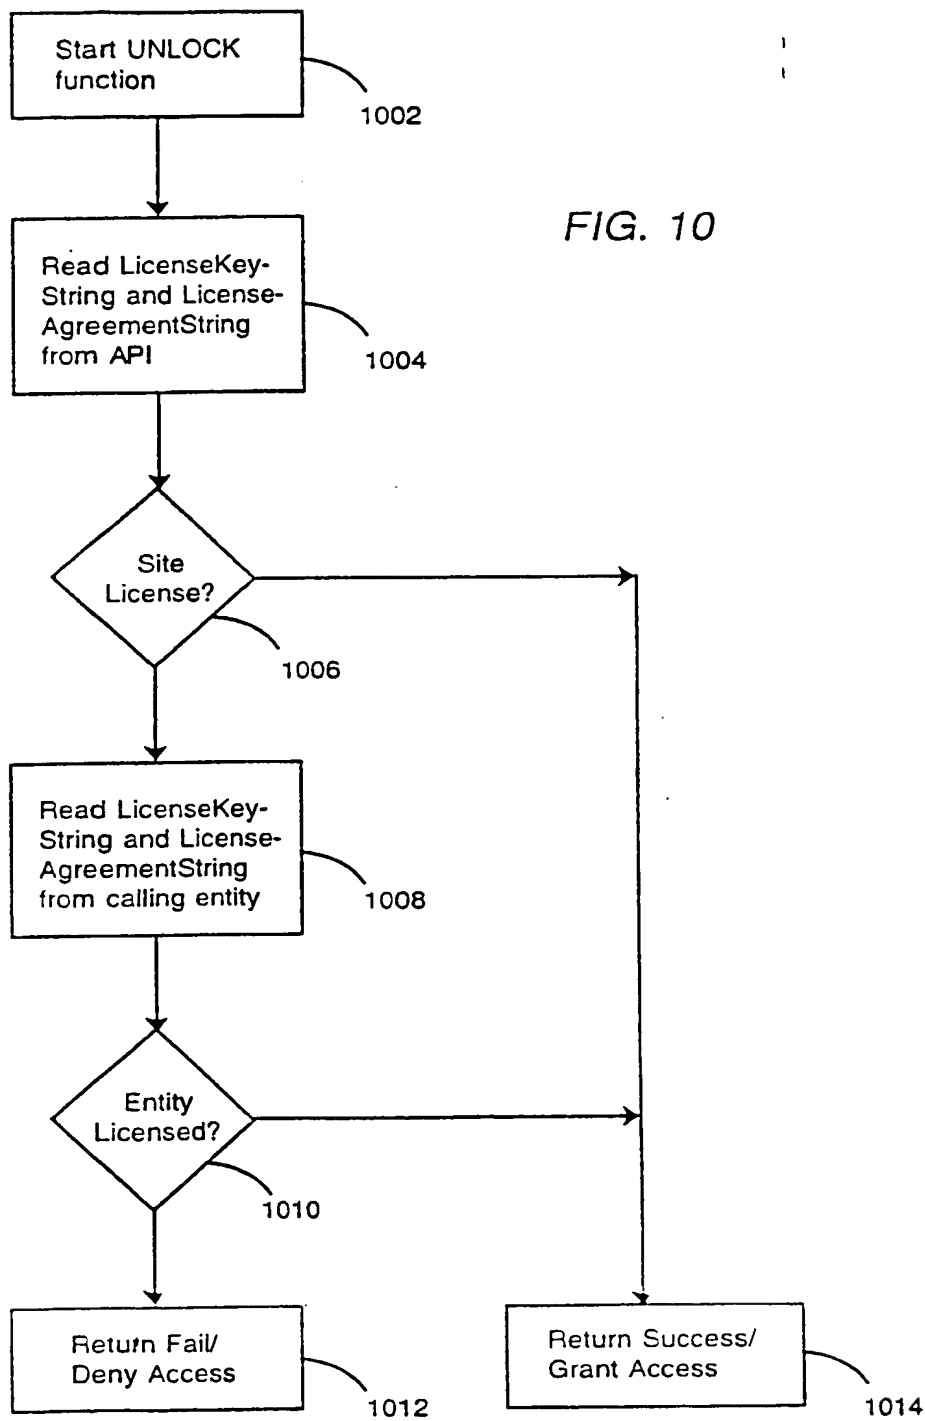 Start UNLOCK
function
1002
FIG. 10
Read LicenseKey-
String and License-
AgreementString
from API
1004
Site
License?
1006
Read LicenseKey-
String and License-
AgreementString
from calling entity
1008
Entity
Licensed?
1010
Return Fail/
Deny Access
1012
Return Success/
Grant Access
1014